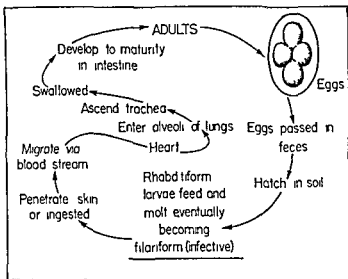 ADULTS
Eggs
Eggs passed in
feces
Hatch in soil
Rhabditiform
larvae feed and
molt eventually
becoming
filariform (infective)
Penetrate skin
or ingested
Migrate via
blood stream
Heart
Enter alveoli of lungs
Ascend trachea
Swallowed
Develop to maturity
in intestine